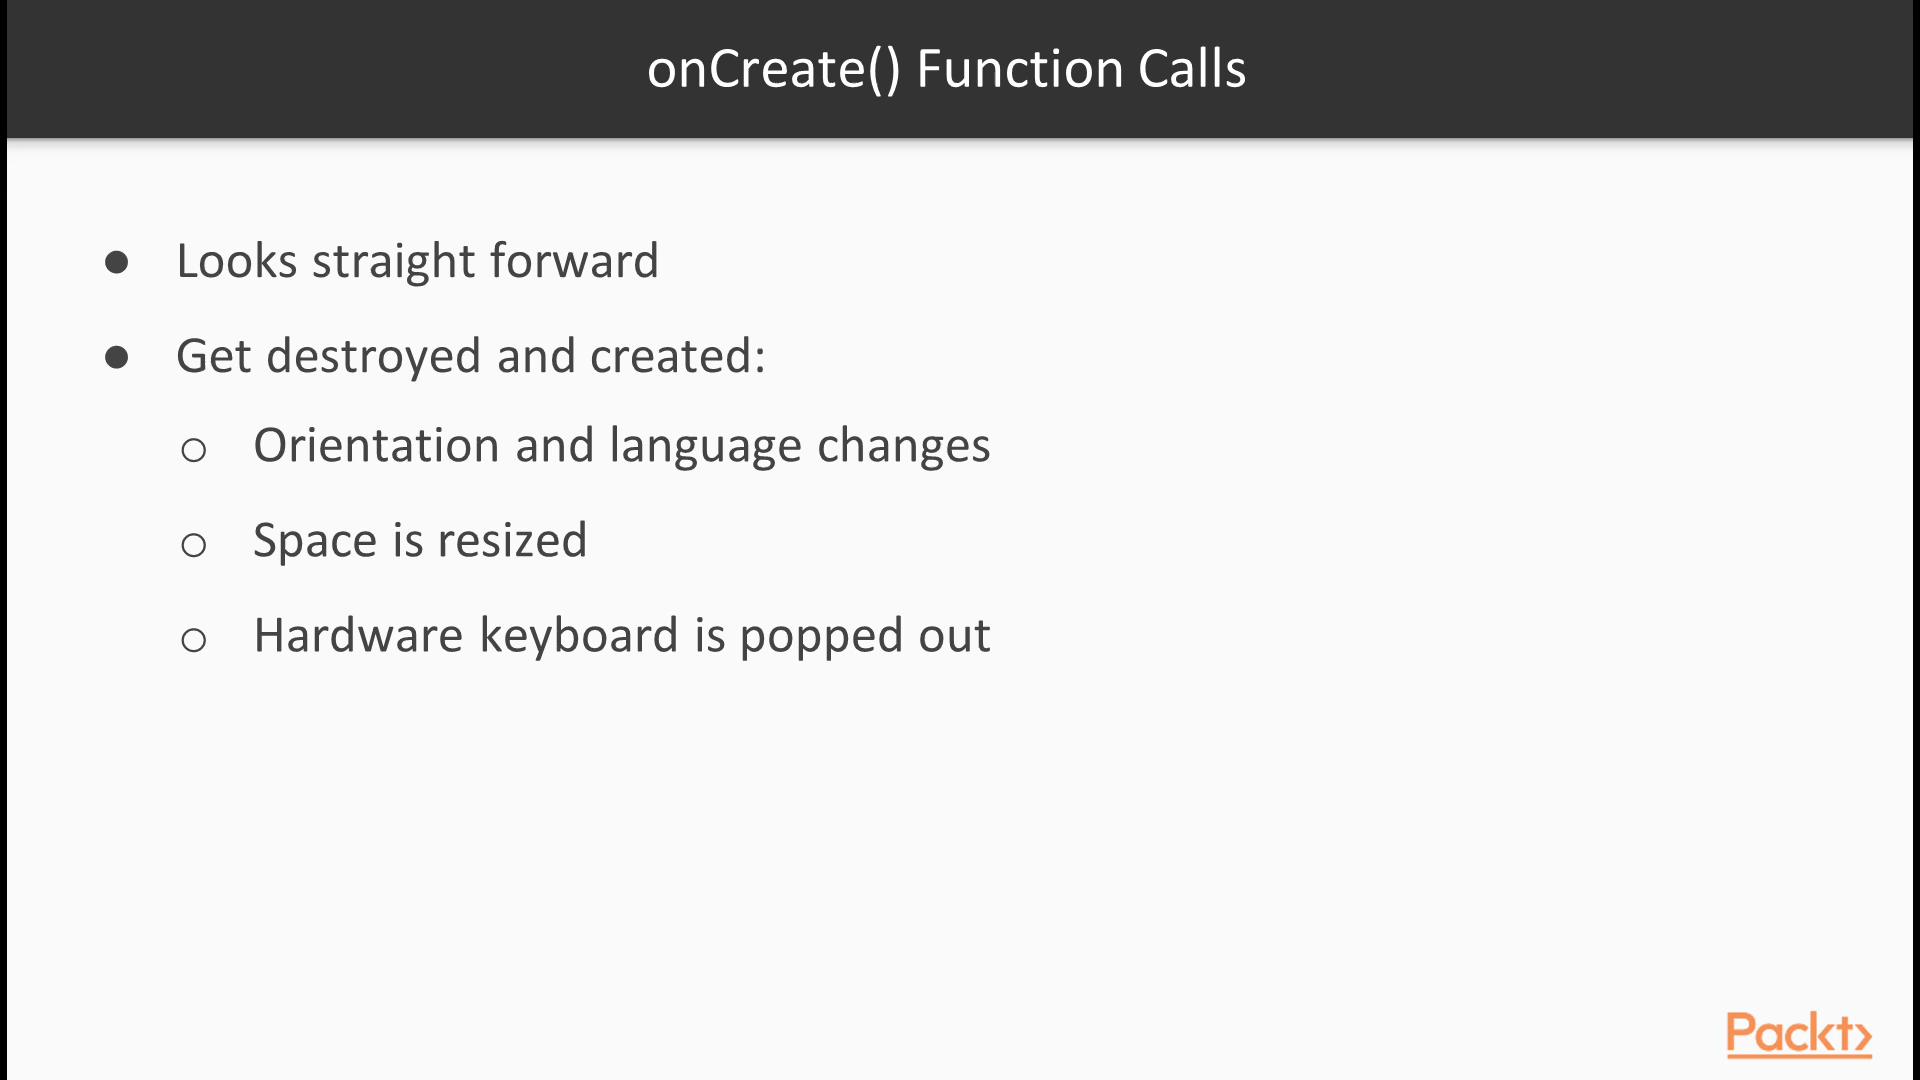 onCreate() Function Calls
● Looks straight forward
● Get destroyed and created:
○ Orientation and language changes
○ Space is resized
○ Hardware keyboard is popped out
Packt>